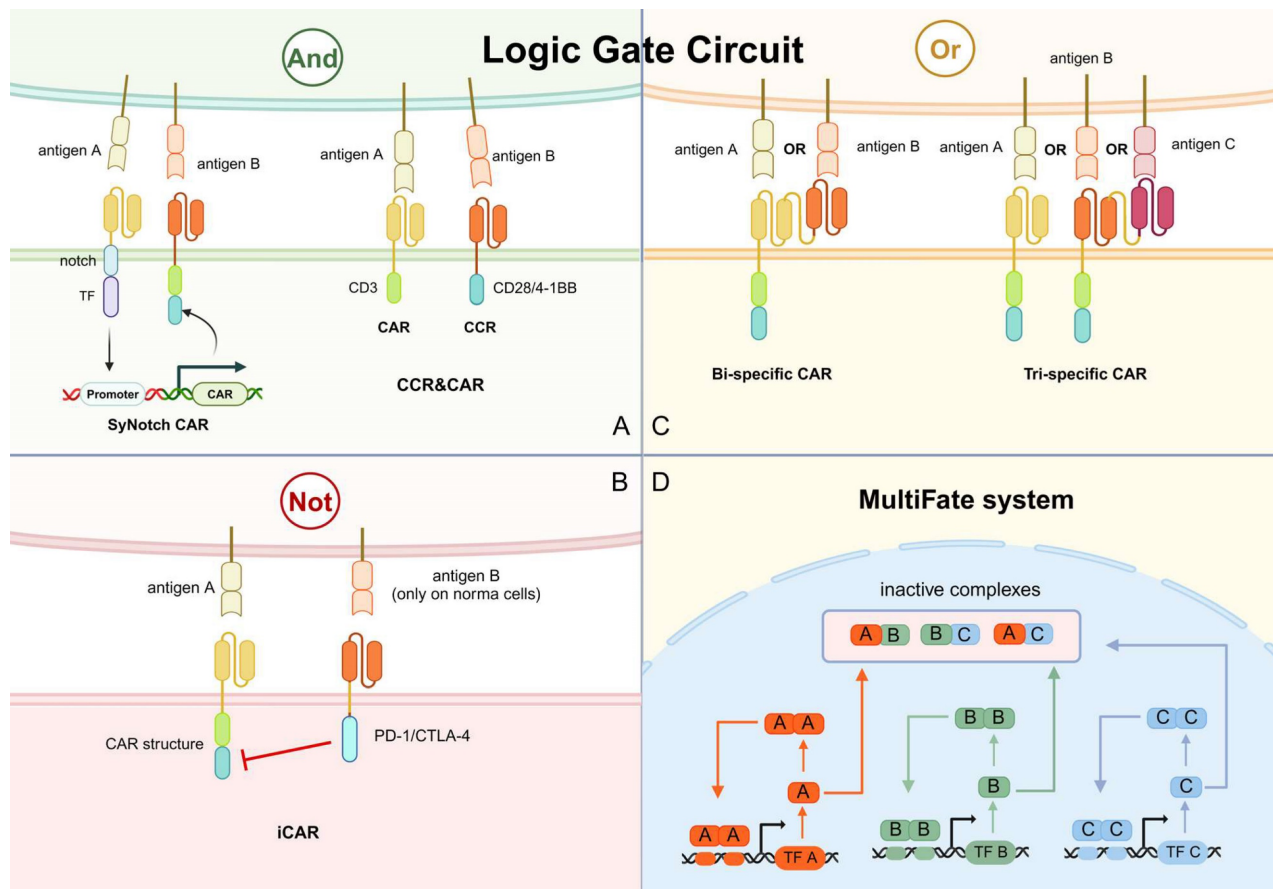 Logic Gate Circuit
And
antigen A
antigen B
notch
TF
Promoter
CAR
SyNotch CAR
antigen A
antigen B
CD3
CD28/4-1BB
CAR
CCR
CCR&CAR
A
Or
antigen A
OR
antigen B
Bi-specific CAR
antigen B
antigen A
OR
OR
antigen C
Tri-specific CAR
C
Not
B
antigen A
antigen B
(only on norma cells)
CAR structure
PD-1/CTLA-4
iCAR
D
MultiFate system
inactive complexes
A B
B C
A C
A A
A
A A
TF A
B B
B
B B
TF B
C C
C
C C
TF C